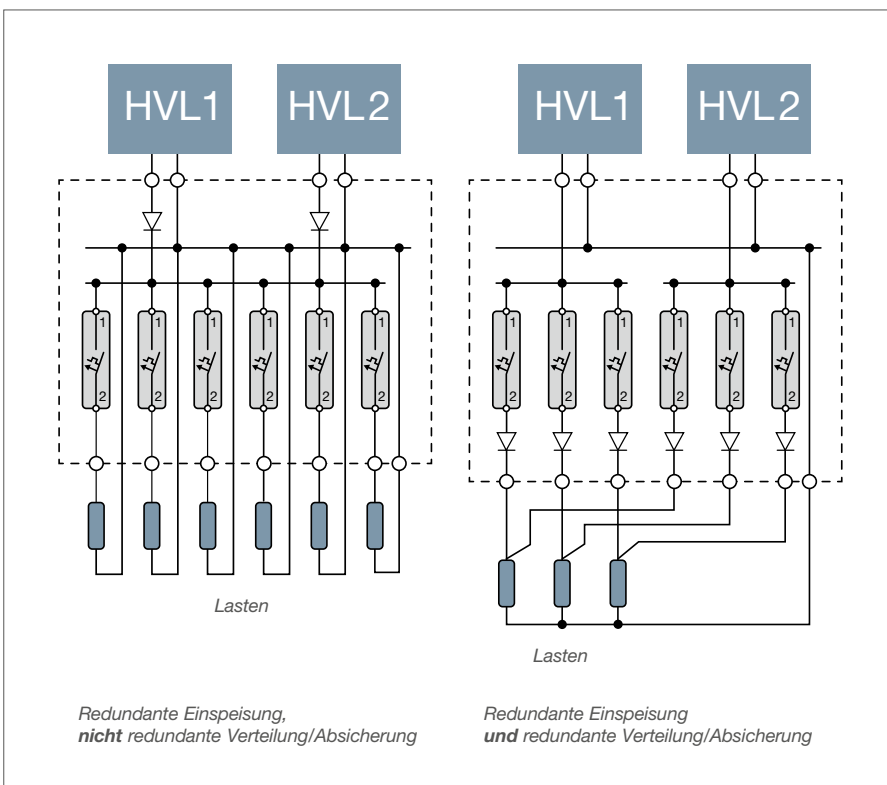 HVL1 HVL2 HVL1 HVL2
1 1 1 1 1 1 1 1 1 1 1 1
2 2 2 2 2 2 2 2 2 2 2 2
Lasten
Lasten
Redundante Einspeisung,
nicht redundante Verteilung/Absicherung
Redundante Einspeisung
und redundante Verteilung/Absicherung